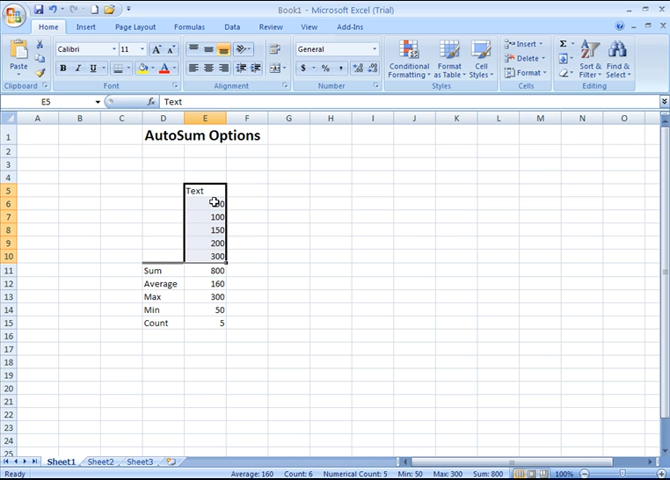 Book1 - Microsoft Excel (Trial)
Home Insert Page Layout Formulas Data Review View Add-Ins
Calibri 11 General
Paste
Conditional Formatting Format as Table Cell Styles
Insert
Delete
Format
Sort & Filter Find & Select
Clipboard Font Alignment Number Styles Cells Editing
E5 fx Text
A B C D E F G H I J K L M N O
1 AutoSum Options
2
3
4
5 Text
6
7 100
8 150
9 200
10 300
11 Sum 800
12 Average 160
13 Max 300
14 Min 50
15 Count 5
16
17
18
19
20
21
22
23
24
25
Sheet1 Sheet2 Sheet3
Ready Average: 160 Count: 6 Numerical Count: 5 Min: 50 Max: 300 Sum: 800 100%